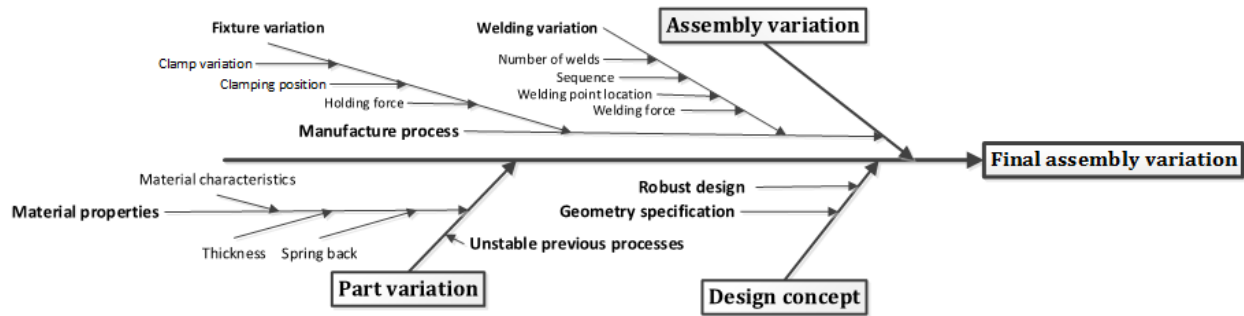 Fixture variation
Welding variation
Assembly variation
Clamp variation
Number of welds
Clamping position
Sequence
Holding force
Welding point location
Welding force
Manufacture process
Final assembly variation
Material characteristics
Robust design
Material properties
Geometry specification
Thickness
Spring back
Unstable previous processes
Part variation
Design concept